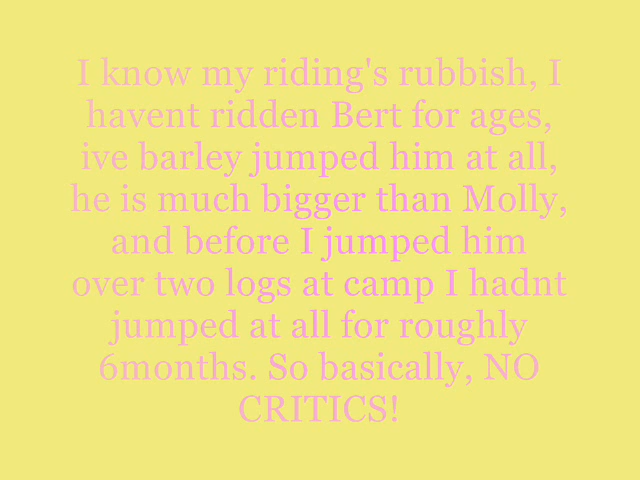 I know my riding's rubbish, I
havent ridden Bert for ages,
ive barley jumped him at all,
he is much bigger than Molly,
and before I jumped him
over two logs at camp I hadnt
jumped at all for roughly
6months. So basically, NO
CRITICS!